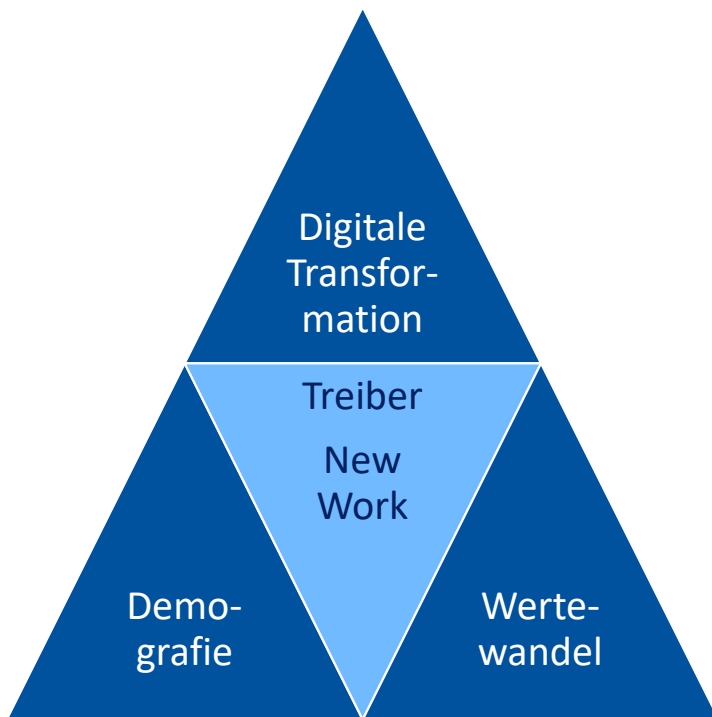 Digitale
Transfor-
mation
Treiber
New
Work
Demo-
grafie
Werte-
wandel